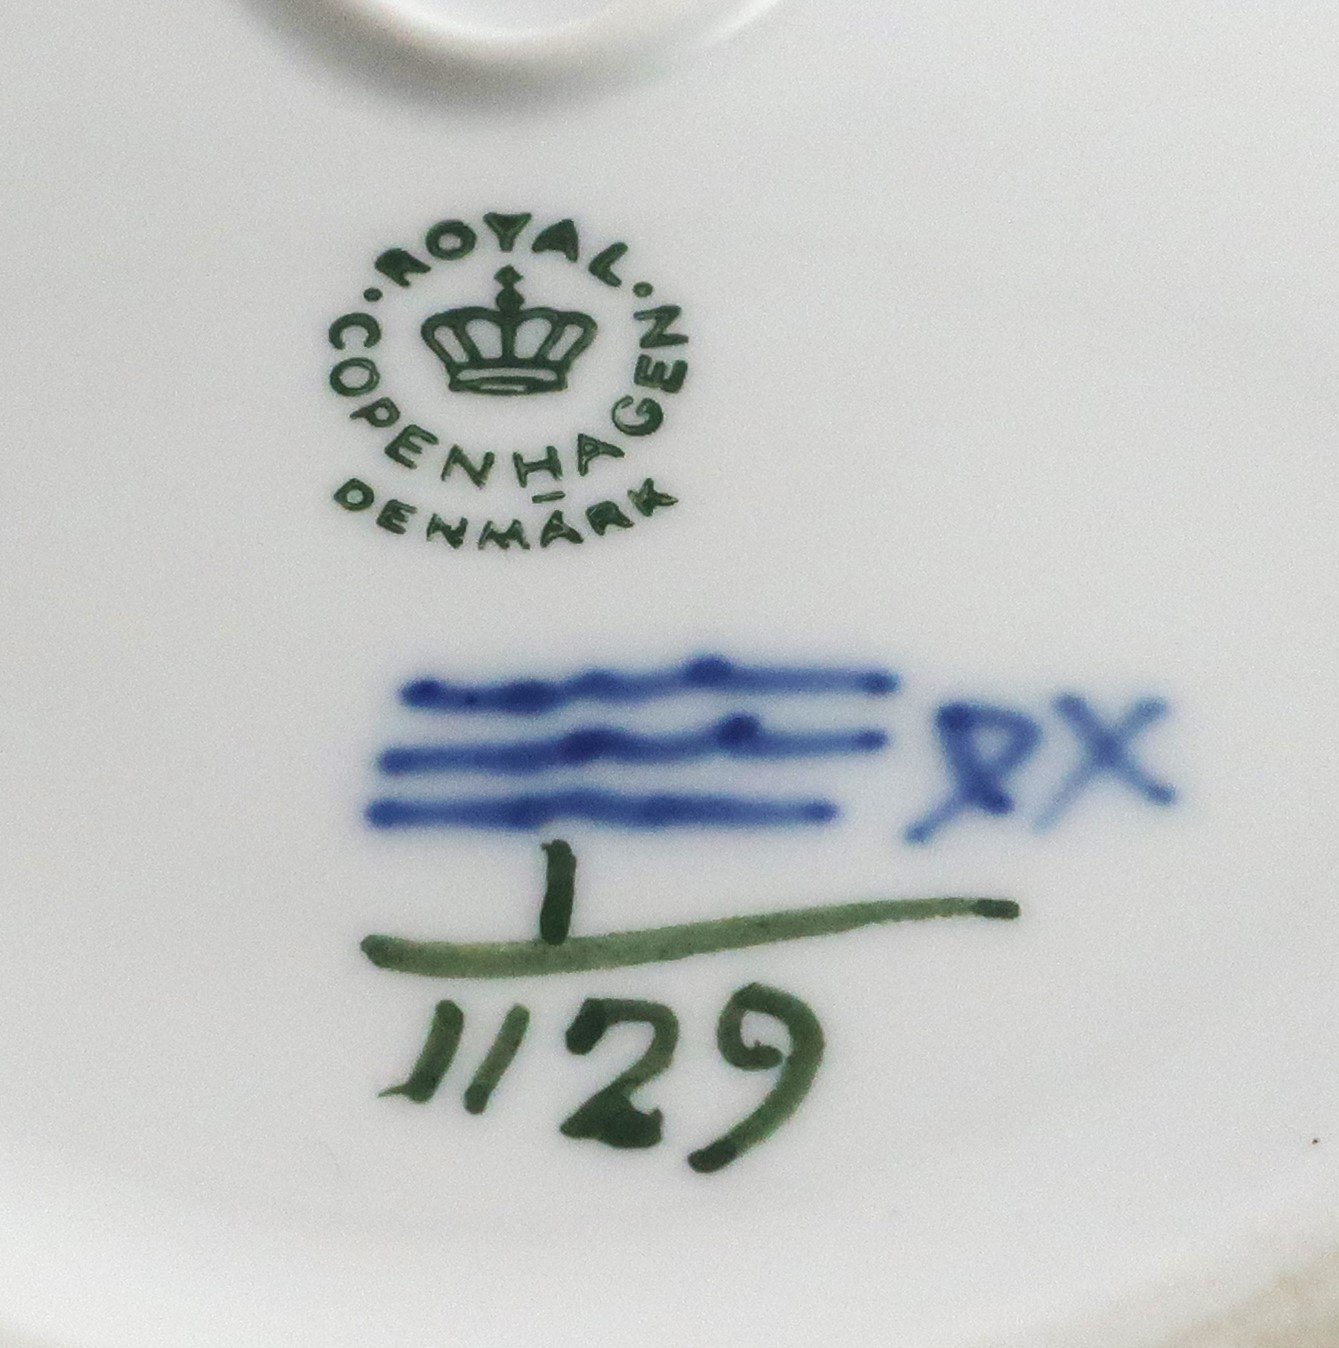 ROYAL
COPENHAGEN
DENMARK
1
1129